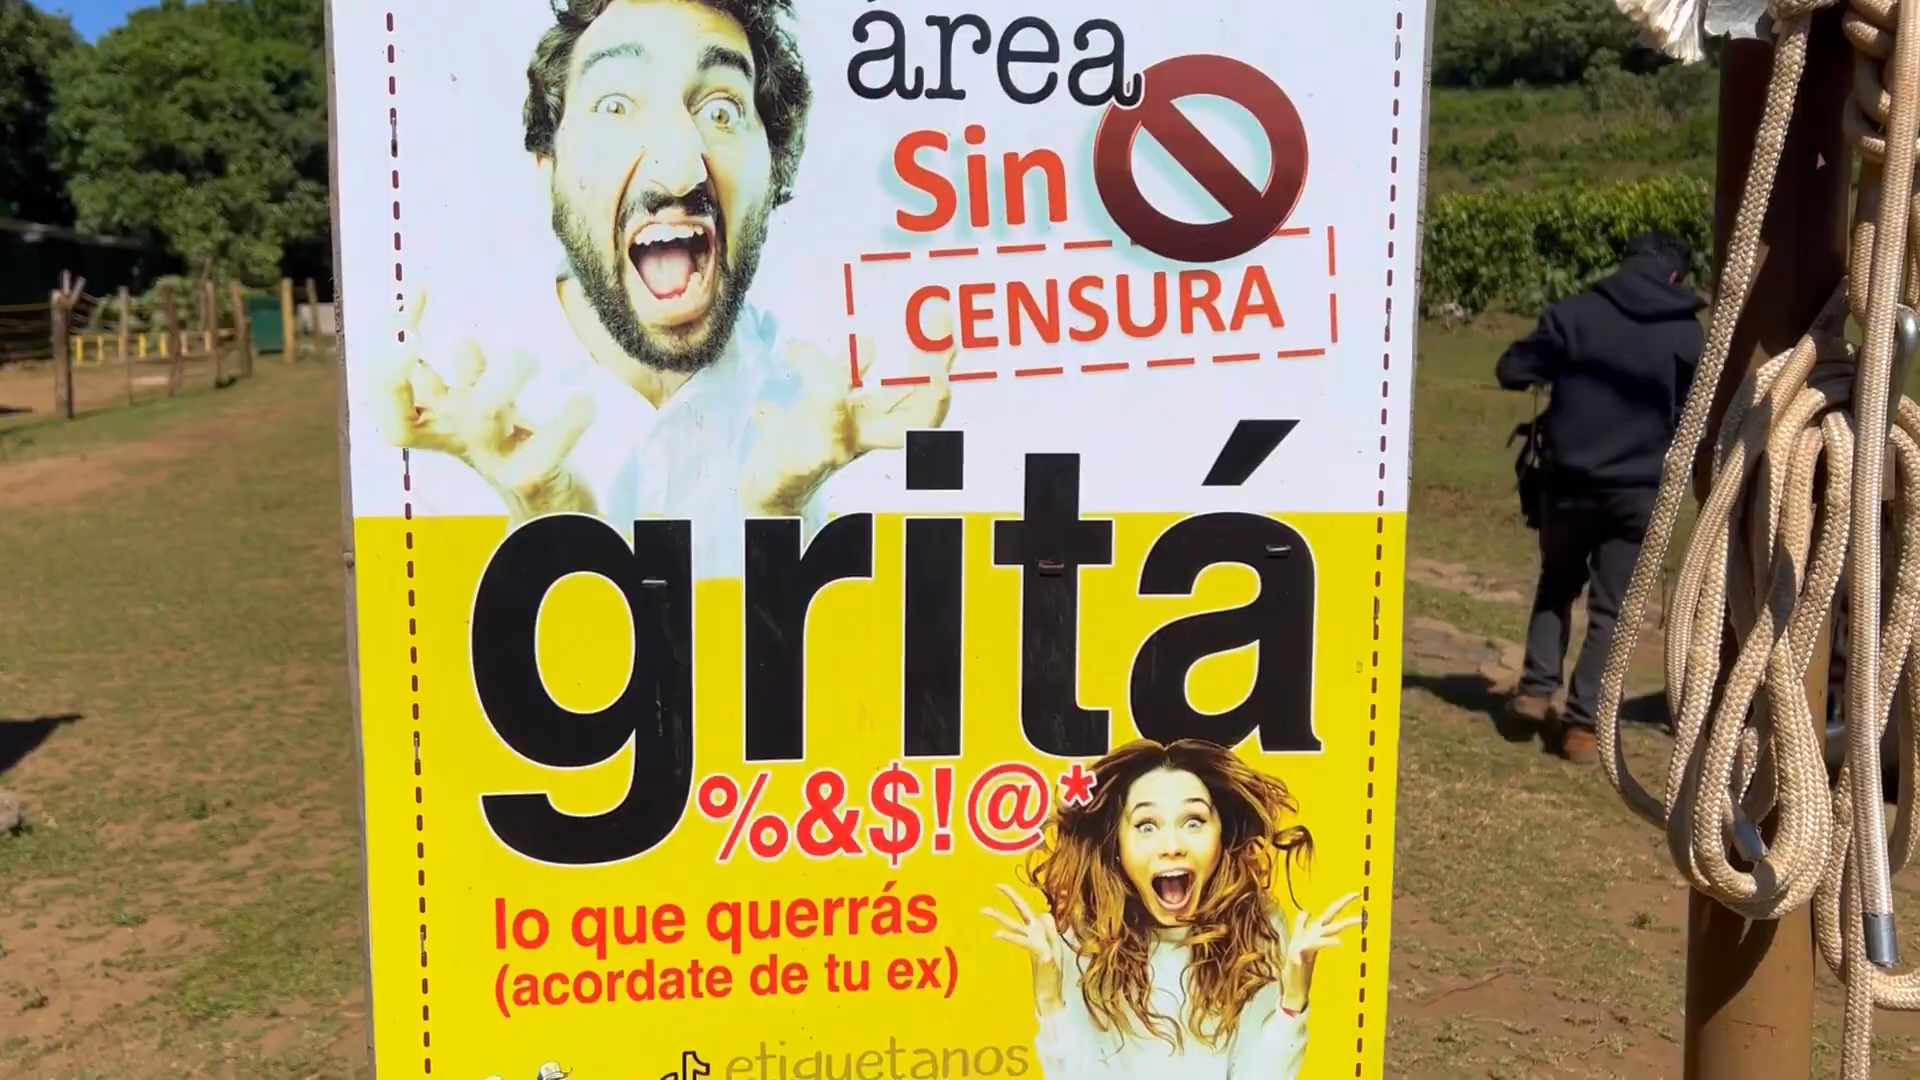 área
Sin
CENSURA
gritá
%&$!@*
lo que querrás
(acordate de tu ex)
etiquetanos